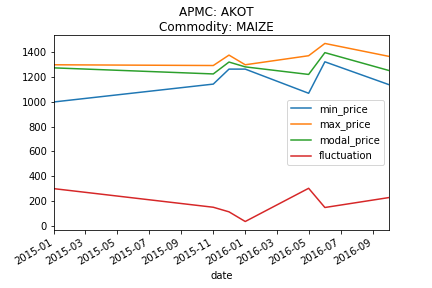 APMC: AKOT
Commodity: MAIZE
1400
1200
1000
800
600
400
200
0
min_price
max_price
modal_price
fluctuation
2015-01
2015-03
2015-05
2015-07
2015-09
2015-11
2016-01
2016-03
2016-05
2016-07
2016-09
date